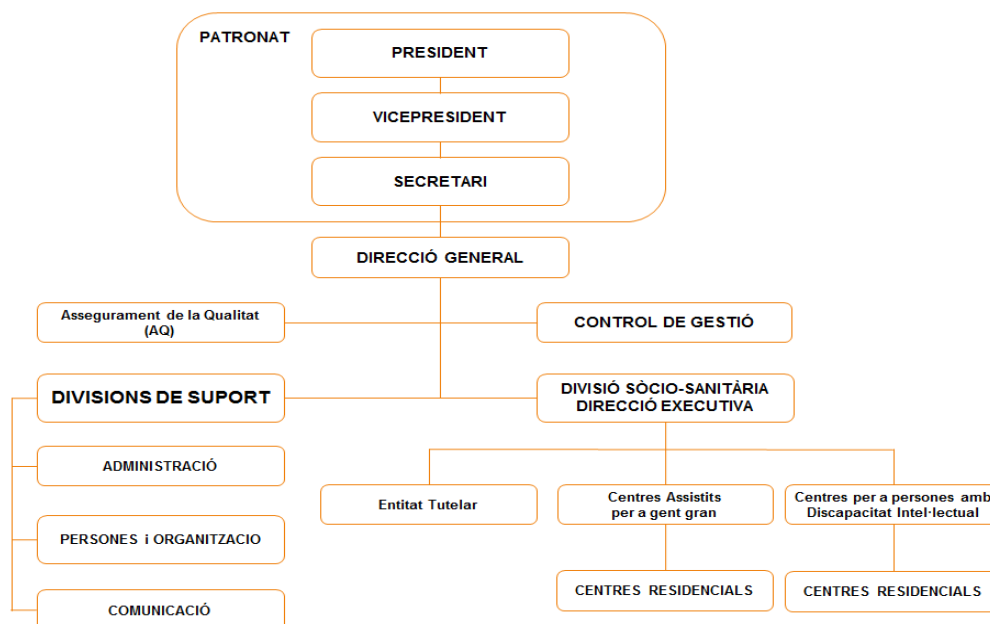 PATRONAT
PRESIDENT
VICEPRESIDENT
SECRETARI
DIRECCIÓ GENERAL
Assegurament de la Qualitat
(AQ)
CONTROL DE GESTIÓ
DIVISIONS DE SUPORT
DIVISIÓ SÒCIO-SANITÀRIA
DIRECCIÓ EXECUTIVA
ADMINISTRACIÓ
Entitat Tutelar
Centres Assistits
per a gent gran
Centres per a persones amb
Discapacitat Intel·lectual
PERSONES i ORGANITZACIO
CENTRES RESIDENCIALS
CENTRES RESIDENCIALS
COMUNICACIÓ